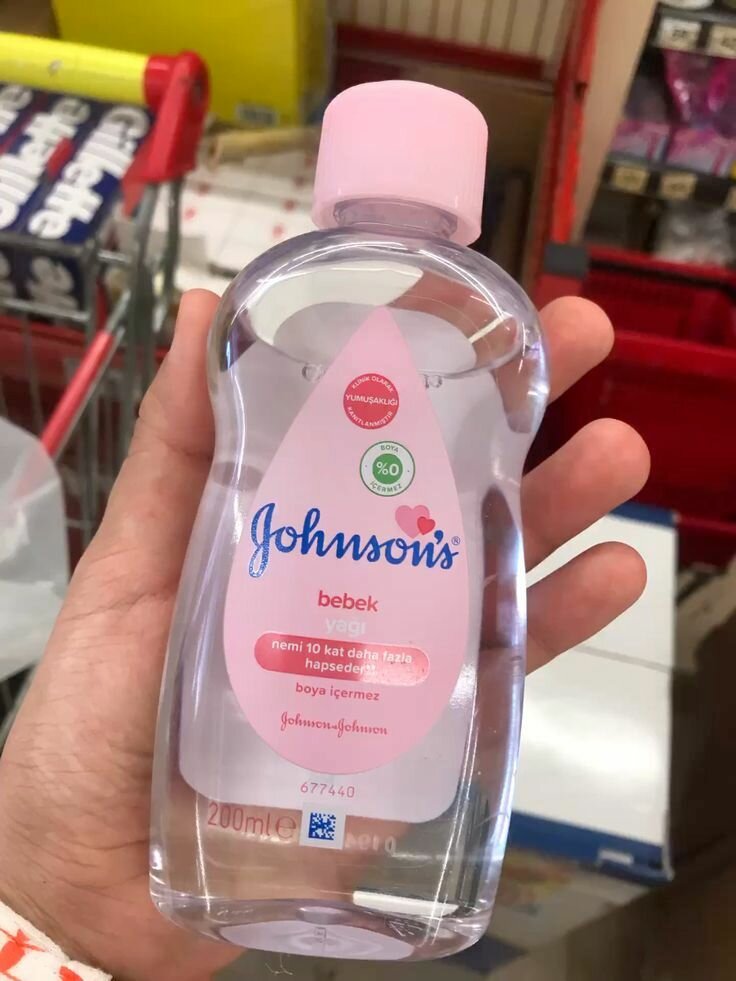 Gillette
KLİNİK OLARAK
YUMUŞAKLIĞI
KANITLANMIŞTIR
BOYA
%0
İÇERMEZ
Johnson's®
bebek
yağı
nemi 10 kat daha fazla
hapseder
boya içermez
Johnson & Johnson
677440
200ml e